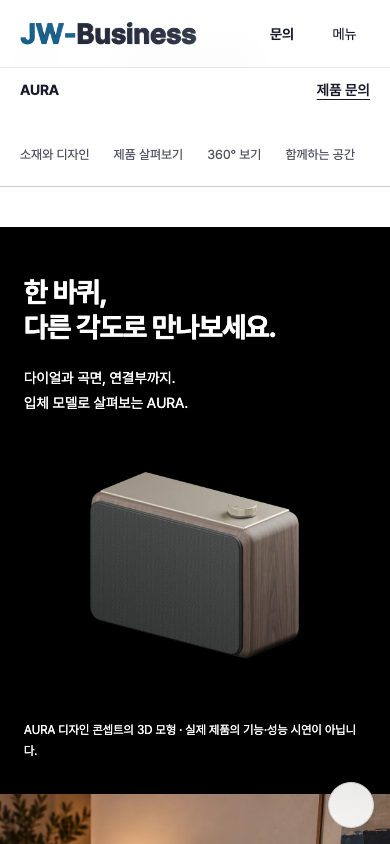 JW-Business
문의
메뉴
AURA
제품 문의
소재와 디자인
제품 살펴보기
360° 보기
함께하는 공간
한 바퀴,
다른 각도로 만나보세요.
다이얼과 곡면, 연결부까지.
입체 모델로 살펴보는 AURA.
AURA 디자인 콘셉트의 3D 모형 · 실제 제품의 기능·성능 시연이 아닙니
다.